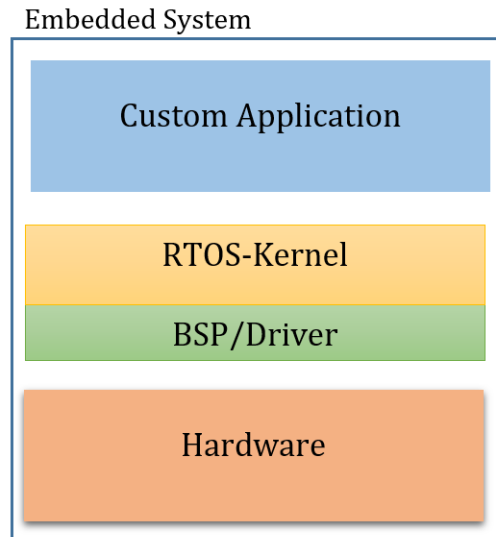 Embedded System
Custom Application
RTOS-Kernel
BSP/Driver
Hardware